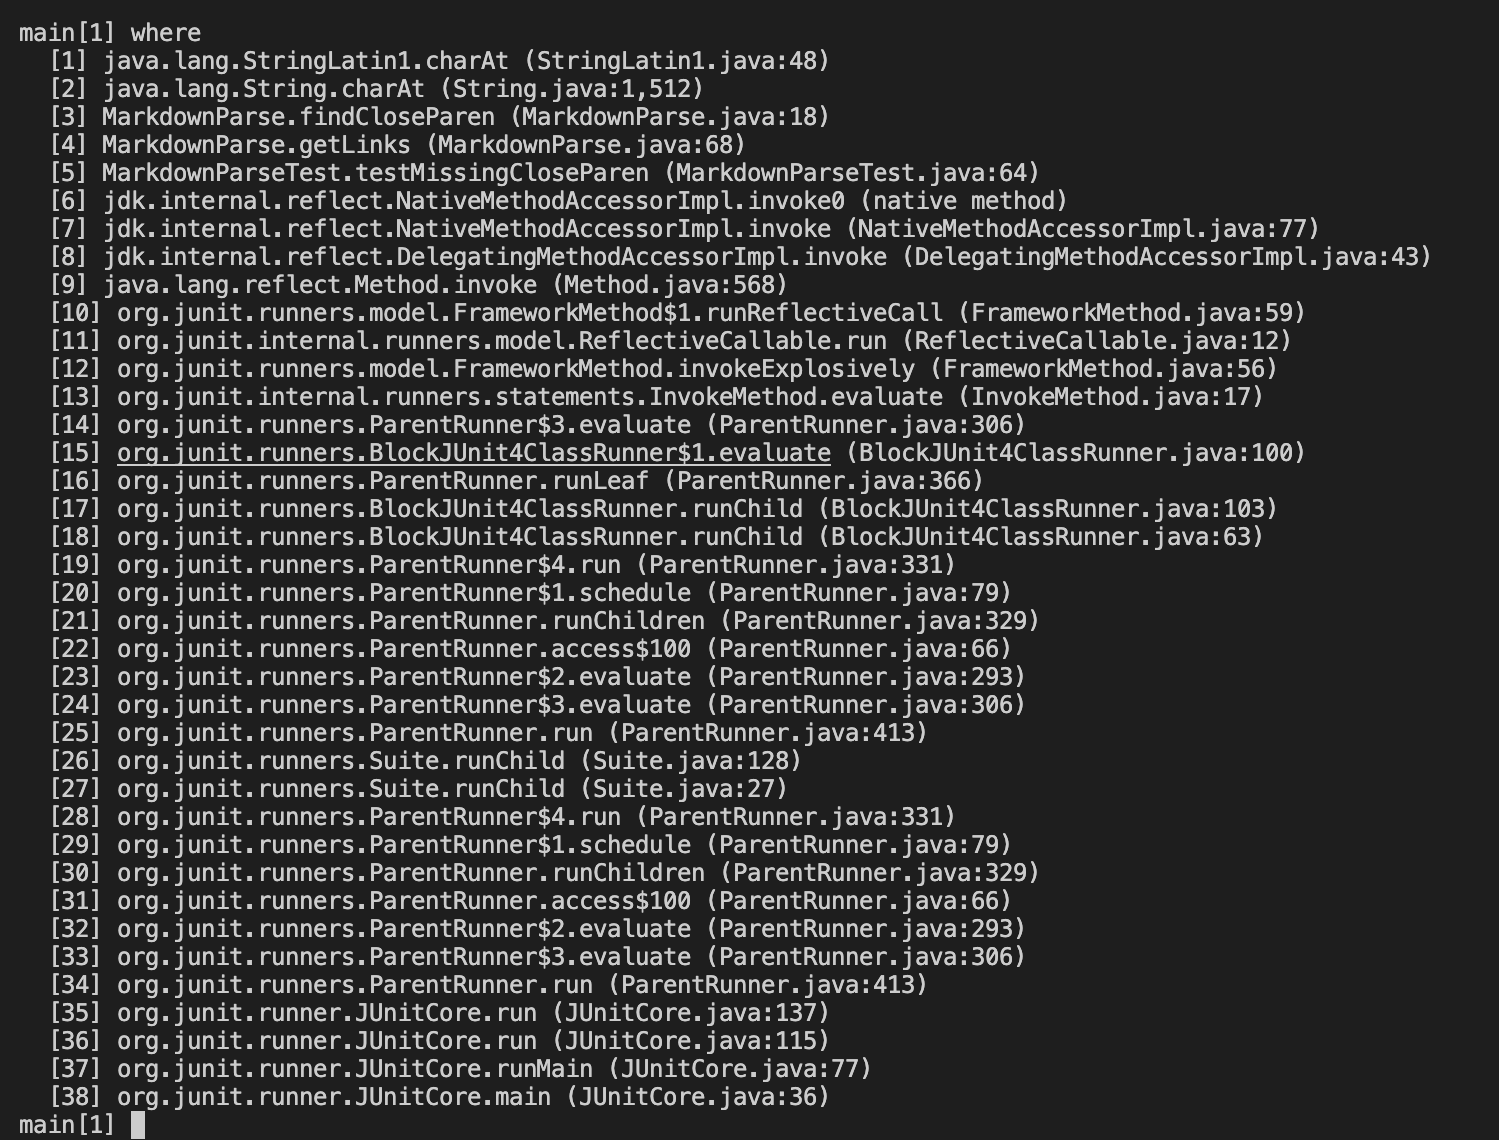 main[1] where
  [1] java.lang.StringLatin1.charAt (StringLatin1.java:48)
  [2] java.lang.String.charAt (String.java:1,512)
  [3] MarkdownParse.findCloseParen (MarkdownParse.java:18)
  [4] MarkdownParse.getLinks (MarkdownParse.java:68)
  [5] MarkdownParseTest.testMissingCloseParen (MarkdownParseTest.java:64)
  [6] jdk.internal.reflect.NativeMethodAccessorImpl.invoke0 (native method)
  [7] jdk.internal.reflect.NativeMethodAccessorImpl.invoke (NativeMethodAccessorImpl.java:77)
  [8] jdk.internal.reflect.DelegatingMethodAccessorImpl.invoke (DelegatingMethodAccessorImpl.java:43)
  [9] java.lang.reflect.Method.invoke (Method.java:568)
  [10] org.junit.runners.model.FrameworkMethod$1.runReflectiveCall (FrameworkMethod.java:59)
  [11] org.junit.internal.runners.model.ReflectiveCallable.run (ReflectiveCallable.java:12)
  [12] org.junit.runners.model.FrameworkMethod.invokeExplosively (FrameworkMethod.java:56)
  [13] org.junit.internal.runners.statements.InvokeMethod.evaluate (InvokeMethod.java:17)
  [14] org.junit.runners.ParentRunner$3.evaluate (ParentRunner.java:306)
  [15] org.junit.runners.BlockJUnit4ClassRunner$1.evaluate (BlockJUnit4ClassRunner.java:100)
  [16] org.junit.runners.ParentRunner.runLeaf (ParentRunner.java:366)
  [17] org.junit.runners.BlockJUnit4ClassRunner.runChild (BlockJUnit4ClassRunner.java:103)
  [18] org.junit.runners.BlockJUnit4ClassRunner.runChild (BlockJUnit4ClassRunner.java:63)
  [19] org.junit.runners.ParentRunner$4.run (ParentRunner.java:331)
  [20] org.junit.runners.ParentRunner$1.schedule (ParentRunner.java:79)
  [21] org.junit.runners.ParentRunner.runChildren (ParentRunner.java:329)
  [22] org.junit.runners.ParentRunner.access$100 (ParentRunner.java:66)
  [23] org.junit.runners.ParentRunner$2.evaluate (ParentRunner.java:293)
  [24] org.junit.runners.ParentRunner$3.evaluate (ParentRunner.java:306)
  [25] org.junit.runners.ParentRunner.run (ParentRunner.java:413)
  [26] org.junit.runners.Suite.runChild (Suite.java:128)
  [27] org.junit.runners.Suite.runChild (Suite.java:27)
  [28] org.junit.runners.ParentRunner$4.run (ParentRunner.java:331)
  [29] org.junit.runners.ParentRunner$1.schedule (ParentRunner.java:79)
  [30] org.junit.runners.ParentRunner.runChildren (ParentRunner.java:329)
  [31] org.junit.runners.ParentRunner.access$100 (ParentRunner.java:66)
  [32] org.junit.runners.ParentRunner$2.evaluate (ParentRunner.java:293)
  [33] org.junit.runners.ParentRunner$3.evaluate (ParentRunner.java:306)
  [34] org.junit.runners.ParentRunner.run (ParentRunner.java:413)
  [35] org.junit.runner.JUnitCore.run (JUnitCore.java:137)
  [36] org.junit.runner.JUnitCore.run (JUnitCore.java:115)
  [37] org.junit.runner.JUnitCore.runMain (JUnitCore.java:77)
  [38] org.junit.runner.JUnitCore.main (JUnitCore.java:36)
main[1]